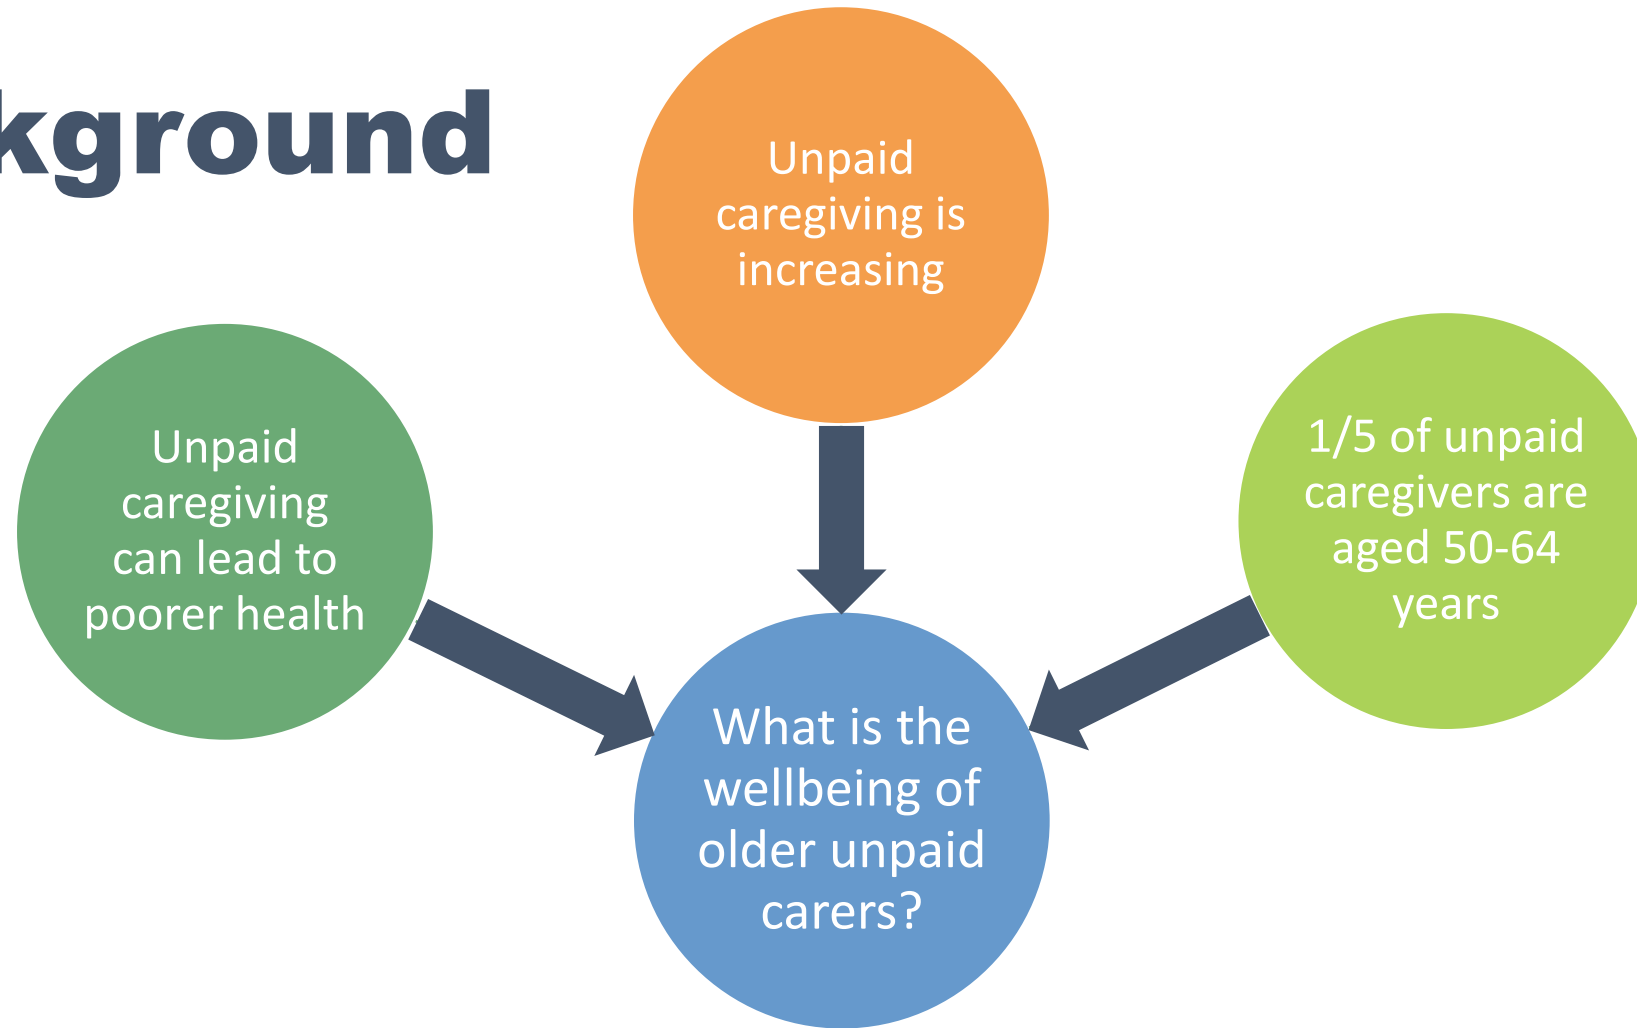 kground
Unpaid
caregiving is
increasing
Unpaid
caregiving
can lead to
poorer health
1/5 of unpaid
caregivers are
aged 50-64
years
What is the
wellbeing of
older unpaid
carers?